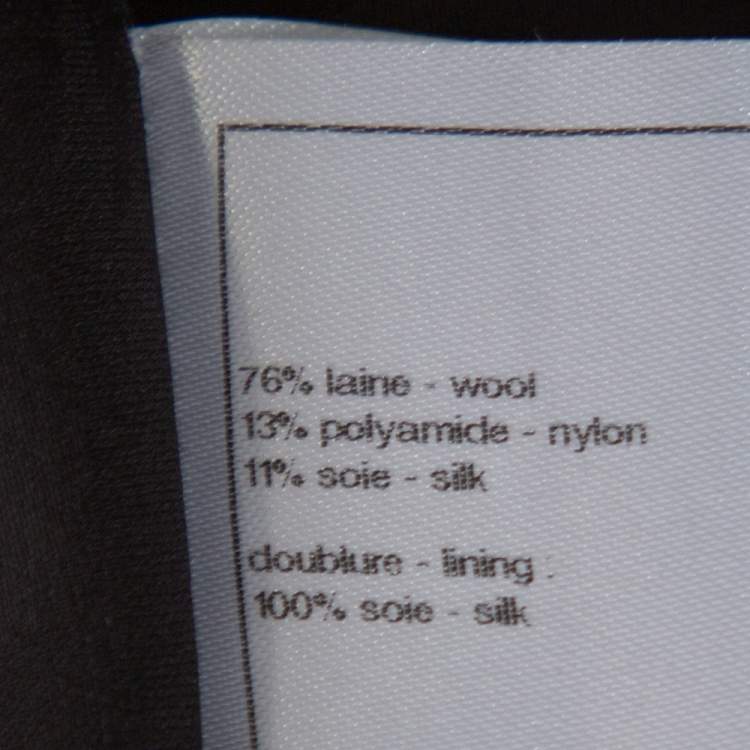 76% laine - wool
13% polyamide - nylon
11% soie - silk
doublure - lining :
100% soie - silk